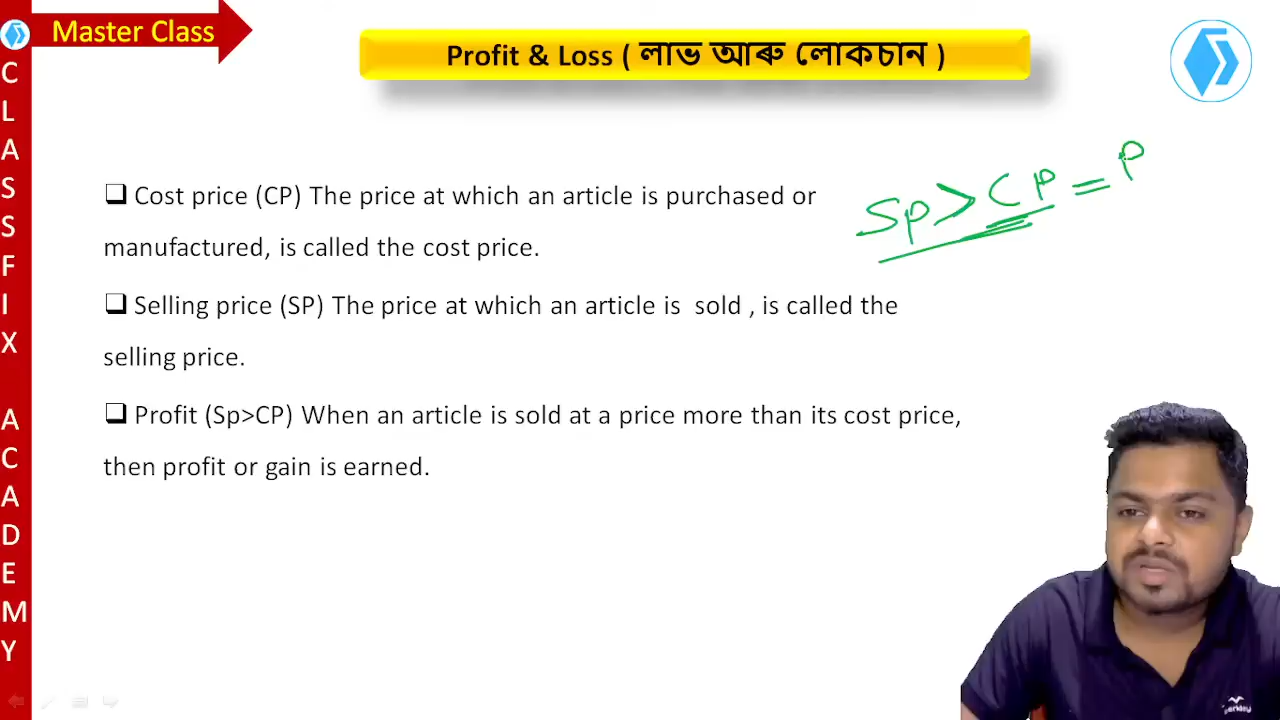 Master Class
CLASSFIX ACADEMY
Profit & Loss ( লাভ আৰু লোকচান )
Sp > CP = P
❑ Cost price (CP) The price at which an article is purchased or
manufactured, is called the cost price.
❑ Selling price (SP) The price at which an article is sold , is called the
selling price.
❑ Profit (Sp>CP) When an article is sold at a price more than its cost price,
then profit or gain is earned.